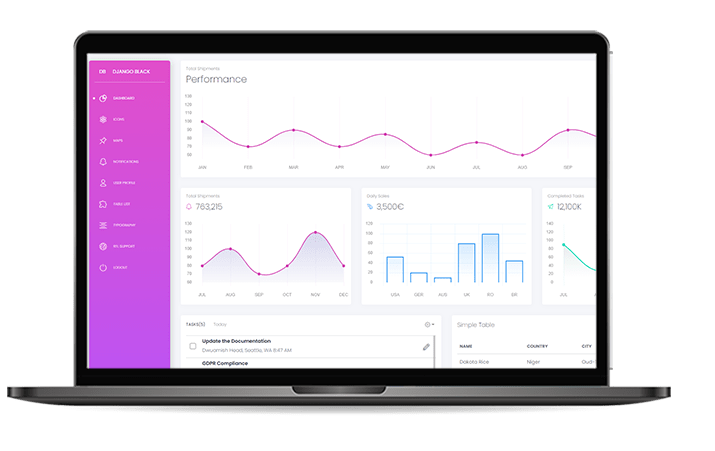 DB DJANGO BLACK
DASHBOARD
ICONS
MAPS
NOTIFICATIONS
USER PROFILE
TABLE LIST
TYPOGRAPHY
RTL SUPPORT
LOGOUT
Total Shipments
Performance
130
120
110
100
90
80
70
60
JAN FEB MAR APR MAY JUN JUL AUG SEP
Total Shipments
763,215
130
120
110
100
90
80
70
60
JUL AUG SEP OCT NOV DEC
Daily Sales
3,500€
120
100
80
60
40
20
0
USA GER AUS UK RO BR
Completed Tasks
12,100K
140
120
100
80
60
40
20
0
JUL
TASKS(5) Today
Update the Documentation
Dwuamish Head, Seattle, WA 8:47 AM
GDPR Compliance
Simple Table
NAME COUNTRY CITY
Dakota Rice Niger Oud-